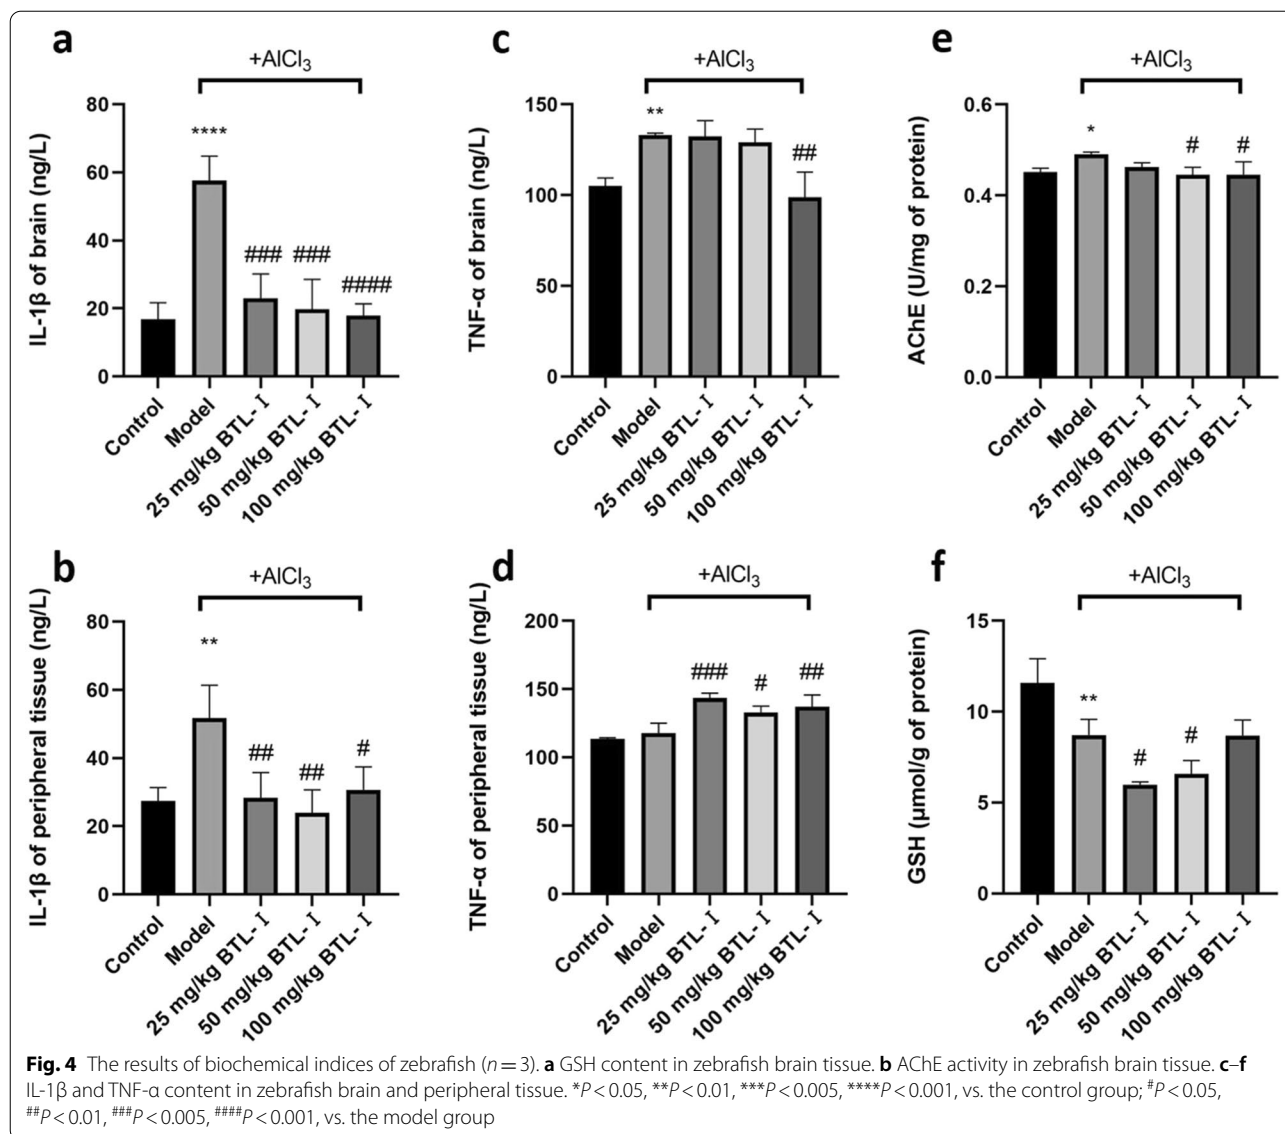 a
+AlCl₃
IL-1β of brain (ng/L)
80
60
40
20
0
****
###
###
####
Control
Model
25 mg/kg BTL-Ⅰ
50 mg/kg BTL-Ⅰ
100 mg/kg BTL-Ⅰ
c
+AlCl₃
TNF-α of brain (ng/L)
150
100
50
0
**
##
Control
Model
25 mg/kg BTL-Ⅰ
50 mg/kg BTL-Ⅰ
100 mg/kg BTL-Ⅰ
e
+AlCl₃
AChE (U/mg of protein)
0.6
0.4
0.2
0.0
*
#
#
Control
Model
25 mg/kg BTL-Ⅰ
50 mg/kg BTL-Ⅰ
100 mg/kg BTL-Ⅰ
b
+AlCl₃
IL-1β of peripheral tissue (ng/L)
80
60
40
20
0
**
##
##
#
Control
Model
25 mg/kg BTL-Ⅰ
50 mg/kg BTL-Ⅰ
100 mg/kg BTL-Ⅰ
d
+AlCl₃
TNF-α of peripheral tissue (ng/L)
200
150
100
50
0
###
#
##
Control
Model
25 mg/kg BTL-Ⅰ
50 mg/kg BTL-Ⅰ
100 mg/kg BTL-Ⅰ
f
+AlCl₃
GSH (μmol/g of protein)
15
10
5
0
**
#
#
Control
Model
25 mg/kg BTL-Ⅰ
50 mg/kg BTL-Ⅰ
100 mg/kg BTL-Ⅰ
Fig. 4 The results of biochemical indices of zebrafish (n = 3). a GSH content in zebrafish brain tissue. b AChE activity in zebrafish brain tissue. c–f
IL-1β and TNF-α content in zebrafish brain and peripheral tissue. *P < 0.05, **P < 0.01, ***P < 0.005, ****P < 0.001, vs. the control group; #P < 0.05,
##P < 0.01, ###P < 0.005, ####P < 0.001, vs. the model group